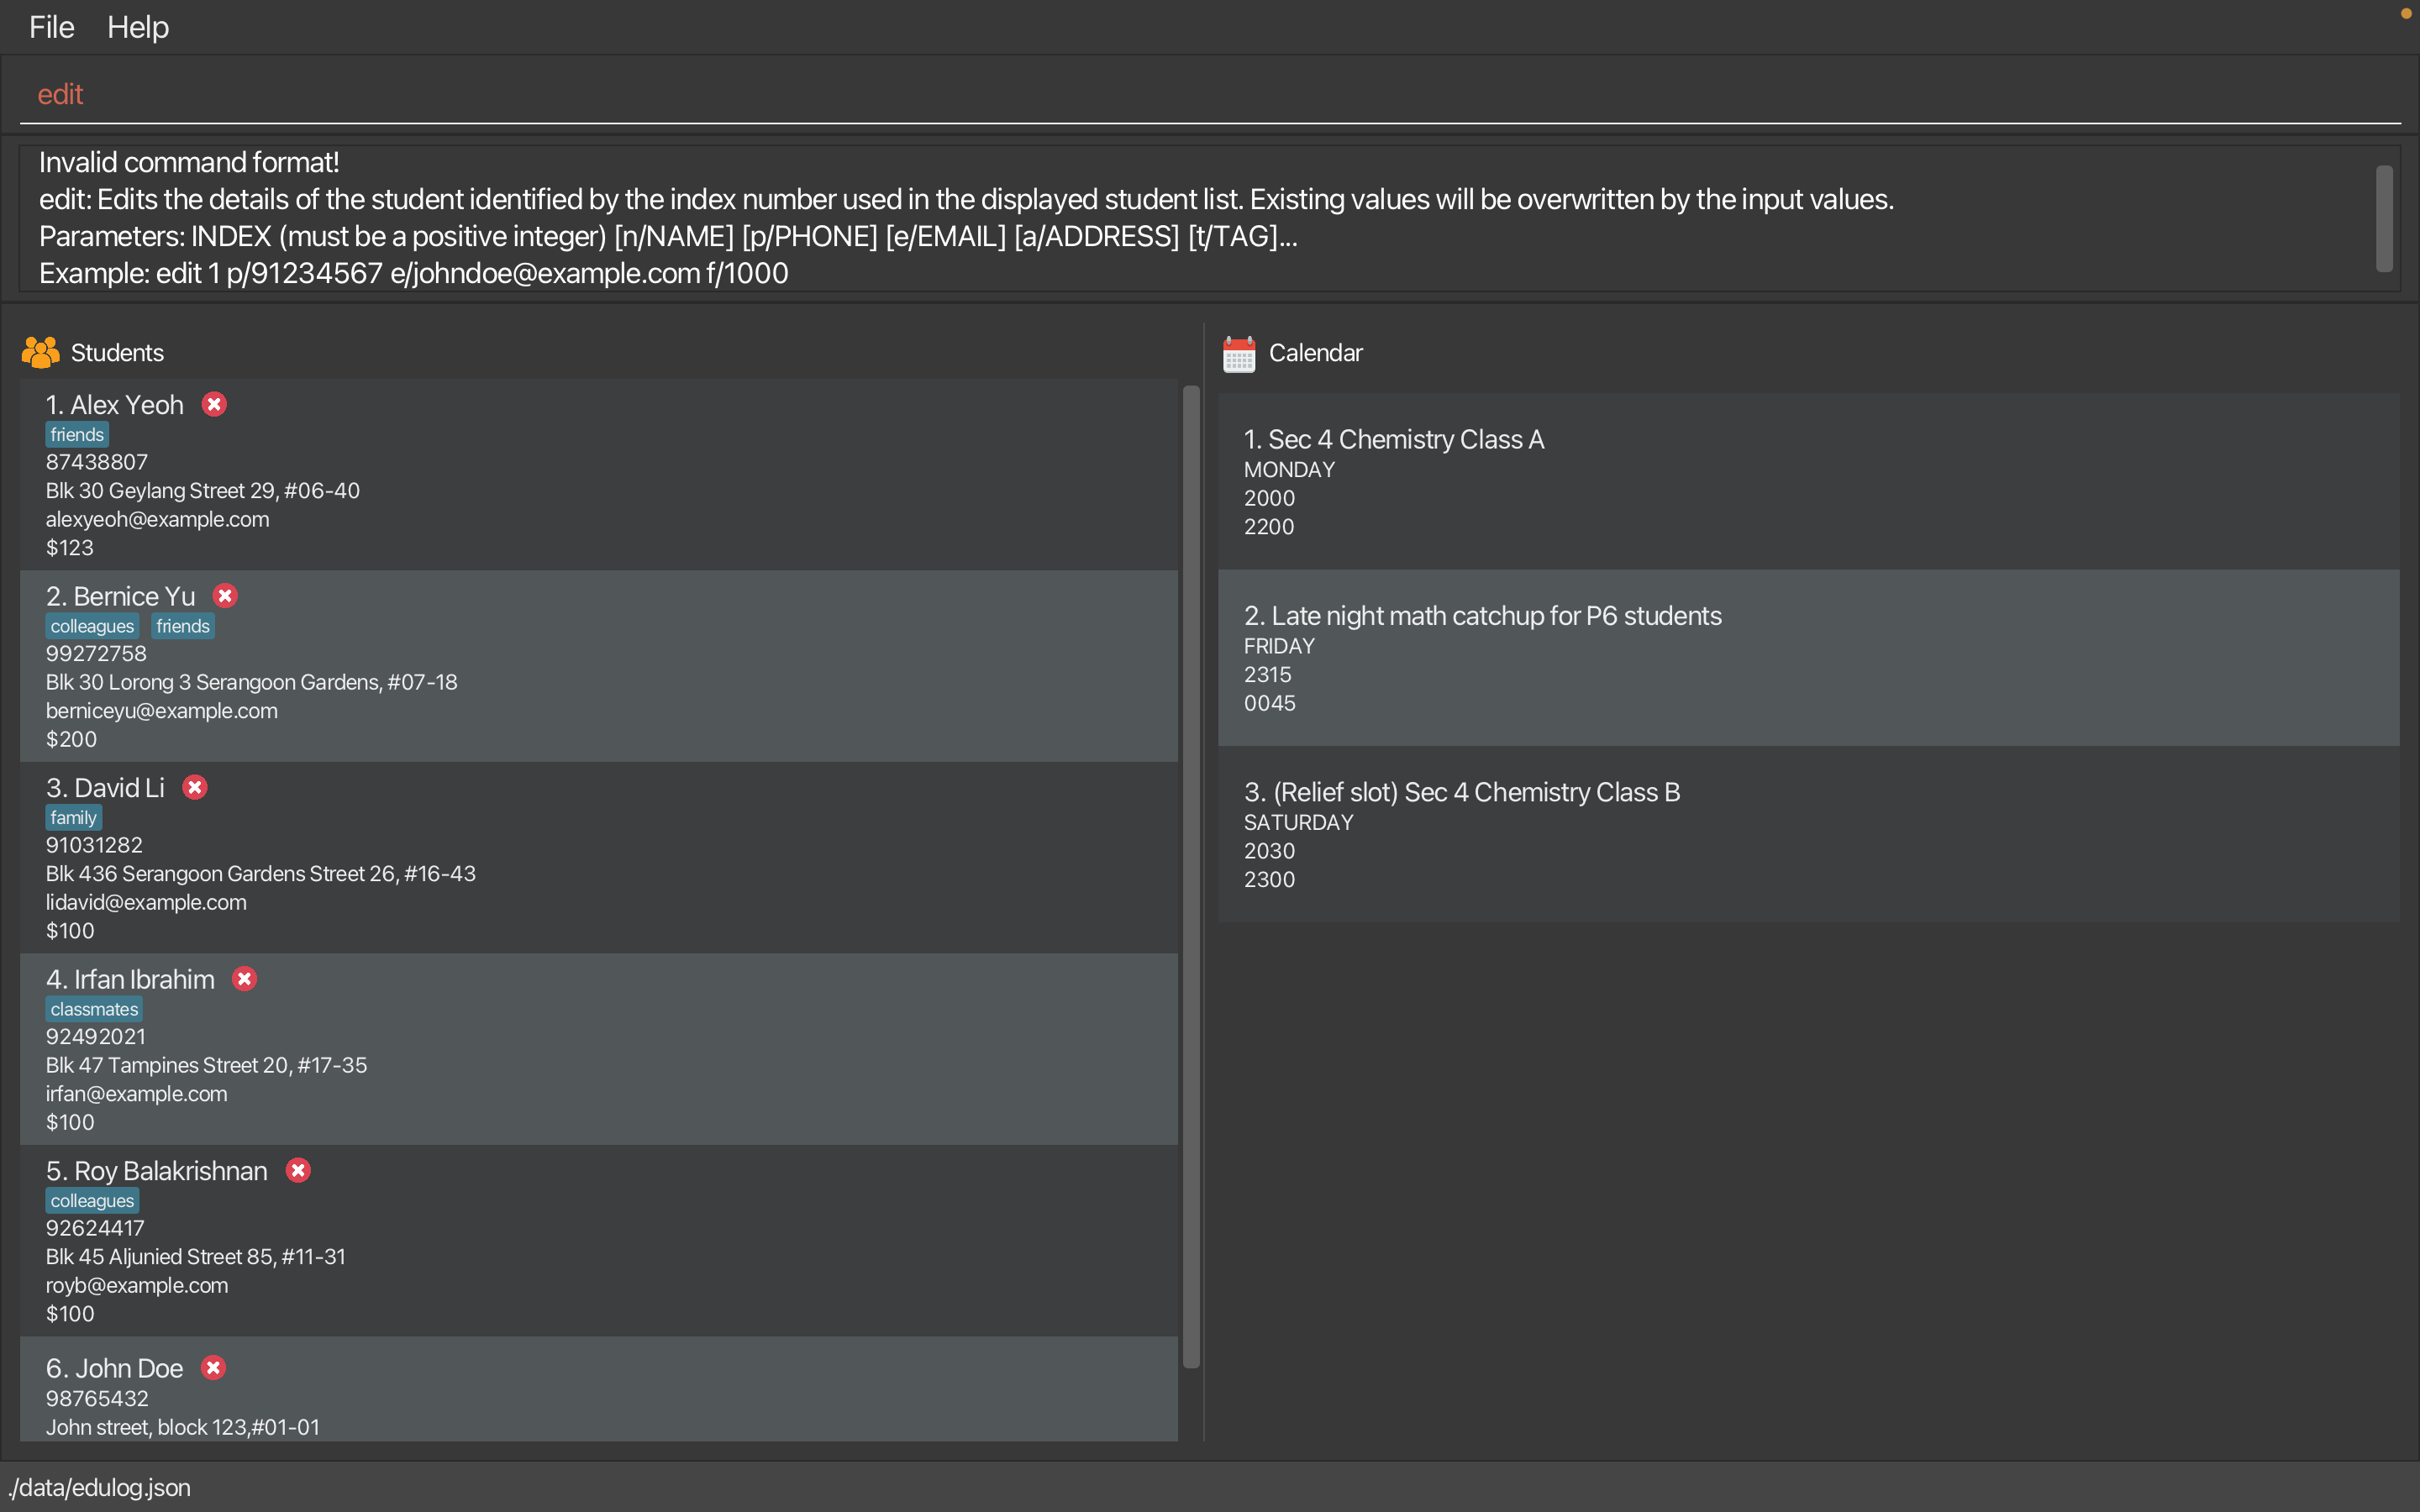 File Help
edit
Invalid command format!
edit: Edits the details of the student identified by the index number used in the displayed student list. Existing values will be overwritten by the input values.
Parameters: INDEX (must be a positive integer) [n/NAME] [p/PHONE] [e/EMAIL] [a/ADDRESS] [t/TAG]...
Example: edit 1 p/91234567 e/johndoe@example.com f/1000
Students
1. Alex Yeoh
friends
87438807
Blk 30 Geylang Street 29, #06-40
alexyeoh@example.com
$123
2. Bernice Yu
colleagues friends
99272758
Blk 30 Lorong 3 Serangoon Gardens, #07-18
berniceyu@example.com
$200
3. David Li
family
91031282
Blk 436 Serangoon Gardens Street 26, #16-43
lidavid@example.com
$100
4. Irfan Ibrahim
classmates
92492021
Blk 47 Tampines Street 20, #17-35
irfan@example.com
$100
5. Roy Balakrishnan
colleagues
92624417
Blk 45 Aljunied Street 85, #11-31
royb@example.com
$100
6. John Doe
98765432
John street, block 123,#01-01
Calendar
1. Sec 4 Chemistry Class A
MONDAY
2000
2200
2. Late night math catchup for P6 students
FRIDAY
2315
0045
3. (Relief slot) Sec 4 Chemistry Class B
SATURDAY
2030
2300
./data/edulog.json